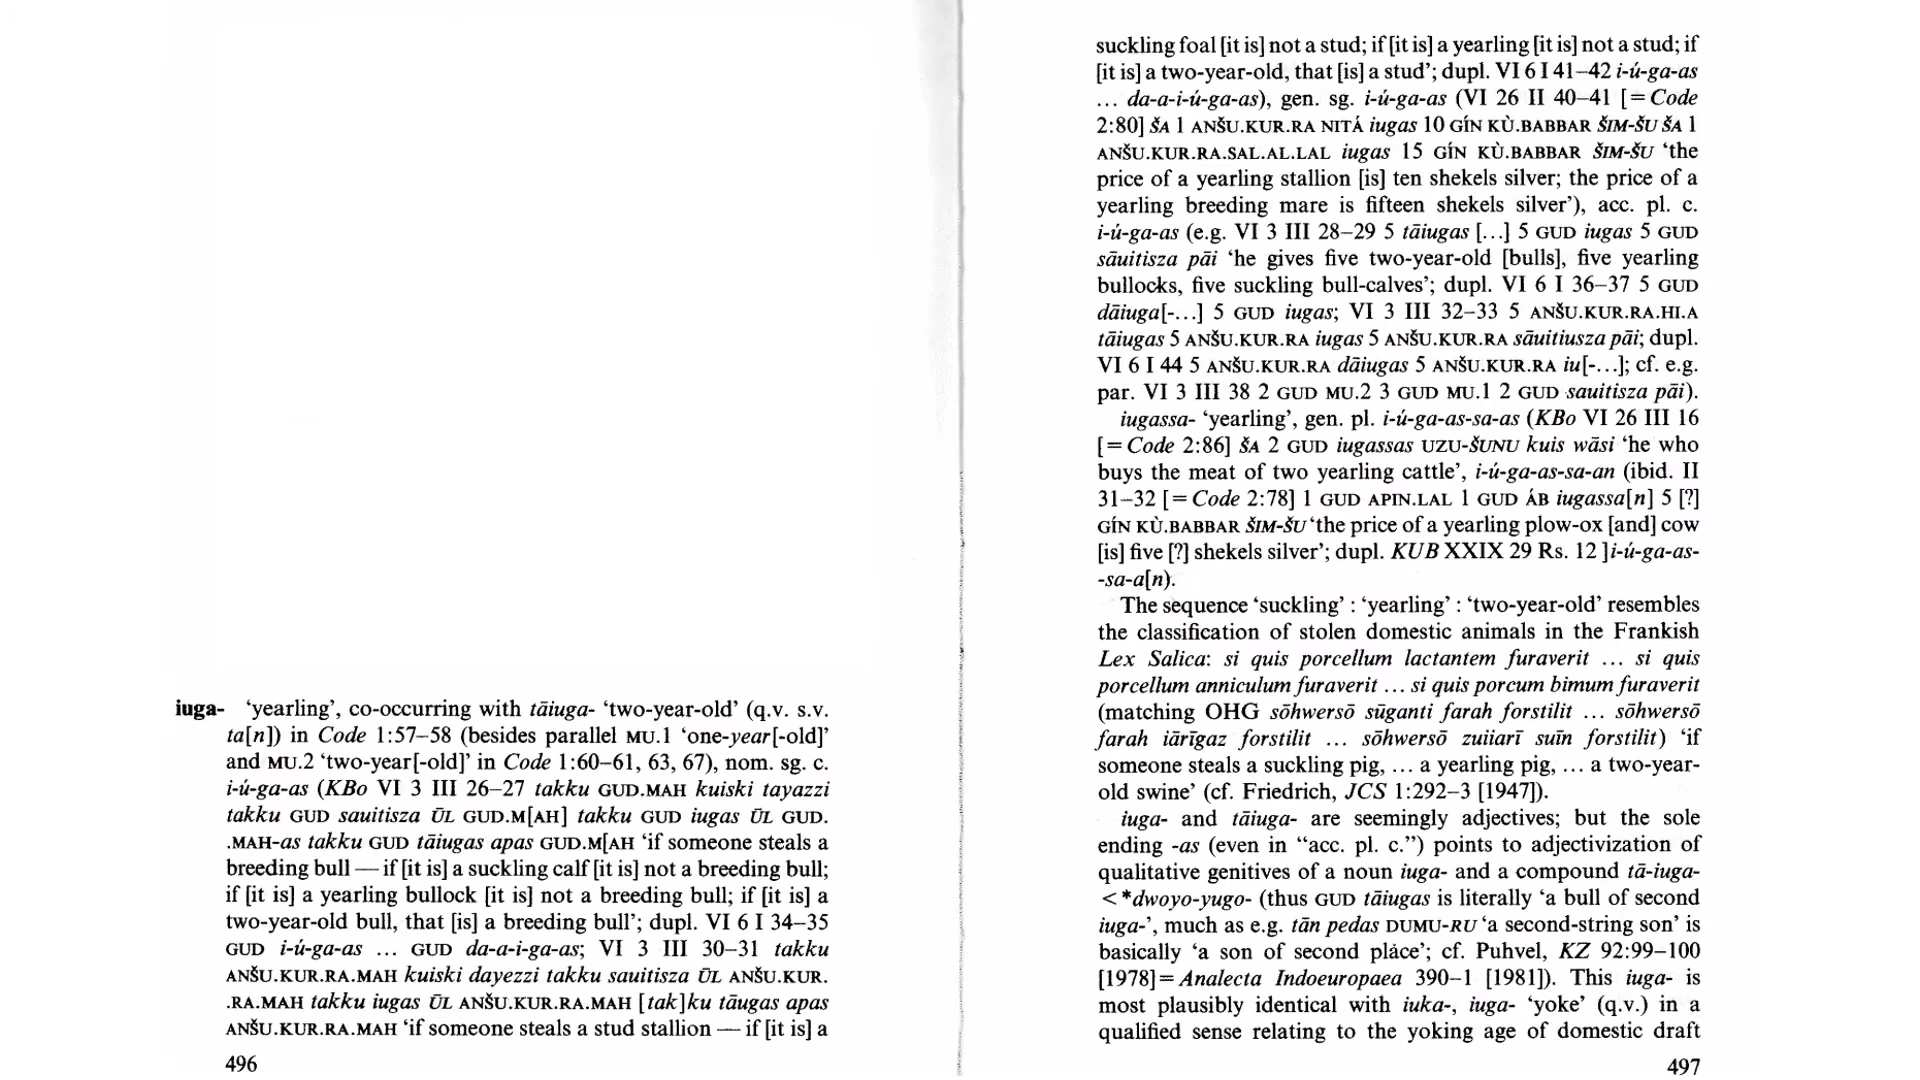 iuga- ‘yearling’, co-occurring with tāiuga- ‘two-year-old’ (q.v. s.v.
ta[n]) in Code 1:57–58 (besides parallel MU.1 ‘one-year[-old]’
and MU.2 ‘two-year[-old]’ in Code 1:60–61, 63, 67), nom. sg. c.
i-ú-ga-as (KBo VI 3 III 26–27 takku GUD.MAH kuiski tayazzi
takku GUD sauitisza ŪL GUD.M[AH] takku GUD iugas ŪL GUD.
.MAH-as takku GUD tāiugas apas GUD.M[AH ‘if someone steals a
breeding bull — if [it is] a suckling calf [it is] not a breeding bull;
if [it is] a yearling bullock [it is] not a breeding bull; if [it is] a
two-year-old bull, that [is] a breeding bull’; dupl. VI 6 I 34–35
GUD i-ú-ga-as ... GUD da-a-i-ga-as; VI 3 III 30–31 takku
ANŠU.KUR.RA.MAH kuiski dayezzi takku sauitisza ŪL ANŠU.KUR.
.RA.MAH takku iugas ŪL ANŠU.KUR.RA.MAH [tak]ku tāugas apas
ANŠU.KUR.RA.MAH ‘if someone steals a stud stallion — if [it is] a
496
suckling foal [it is] not a stud; if [it is] a yearling [it is] not a stud; if
[it is] a two-year-old, that [is] a stud’; dupl. VI 6 I 41–42 i-ú-ga-as
... da-a-i-ú-ga-as), gen. sg. i-ú-ga-as (VI 26 II 40–41 [= Code
2:80] ŠA 1 ANŠU.KUR.RA NITÁ iugas 10 GÍN KÙ.BABBAR ŠIM-ŠU ŠA 1
ANŠU.KUR.RA.SAL.AL.LAL iugas 15 GÍN KÙ.BABBAR ŠIM-ŠU ‘the
price of a yearling stallion [is] ten shekels silver; the price of a
yearling breeding mare is fifteen shekels silver’), acc. pl. c.
i-ú-ga-as (e.g. VI 3 III 28–29 5 tāiugas [...] 5 GUD iugas 5 GUD
sāuitisza pāi ‘he gives five two-year-old [bulls], five yearling
bullocks, five suckling bull-calves’; dupl. VI 6 I 36–37 5 GUD
dāiuga[-...] 5 GUD iugas; VI 3 III 32–33 5 ANŠU.KUR.RA.HI.A
tāiugas 5 ANŠU.KUR.RA iugas 5 ANŠU.KUR.RA sāuitiusza pāi; dupl.
VI 6 I 44 5 ANŠU.KUR.RA dāiugas 5 ANŠU.KUR.RA iu[-...]; cf. e.g.
par. VI 3 III 38 2 GUD MU.2 3 GUD MU.1 2 GUD sauitisza pāi).
iugassa- ‘yearling’, gen. pl. i-ú-ga-as-sa-as (KBo VI 26 III 16
[= Code 2:86] ŠA 2 GUD iugassas UZU-ŠUNU kuis wāsi ‘he who
buys the meat of two yearling cattle’, i-ú-ga-as-sa-an (ibid. II
31–32 [= Code 2:78] 1 GUD APIN.LAL 1 GUD ÁB iugassa[n] 5 [?]
GÍN KÙ.BABBAR ŠIM-ŠU ‘the price of a yearling plow-ox [and] cow
[is] five [?] shekels silver’; dupl. KUB XXIX 29 Rs. 12 ]i-ú-ga-as-
-sa-a[n).
The sequence ‘suckling’ : ‘yearling’ : ‘two-year-old’ resembles
the classification of stolen domestic animals in the Frankish
Lex Salica: si quis porcellum lactantem furaverit ... si quis
porcellum anniculum furaverit ... si quis porcum bimum furaverit
(matching OHG sōhwersō sūganti farah forstilit ... sōhwersō
farah iārīgaz forstilit ... sōhwersō zuiiarī suīn forstilit) ‘if
someone steals a suckling pig, ... a yearling pig, ... a two-year-
old swine’ (cf. Friedrich, JCS 1:292–3 [1947]).
iuga- and tāiuga- are seemingly adjectives; but the sole
ending -as (even in “acc. pl. c.”) points to adjectivization of
qualitative genitives of a noun iuga- and a compound tā-iuga-
< *dwoyo-yugo- (thus GUD tāiugas is literally ‘a bull of second
iuga-’, much as e.g. tān pedas DUMU-RU ‘a second-string son’ is
basically ‘a son of second place’; cf. Puhvel, KZ 92:99–100
[1978] = Analecta Indoeuropaea 390–1 [1981]). This iuga- is
most plausibly identical with iuka-, iuga- ‘yoke’ (q.v.) in a
qualified sense relating to the yoking age of domestic draft
497